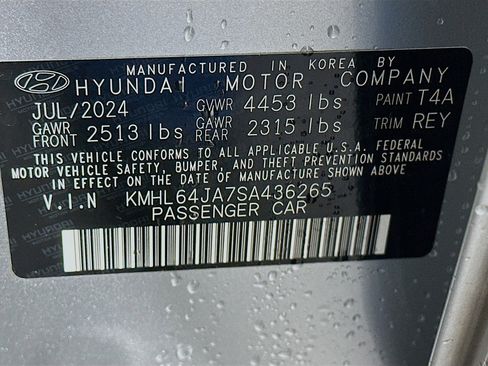 MANUFACTURED IN KOREA BY
HYUNDAI MOTOR COMPANY
JUL/2024 GVWR 4453 lbs PAINT T4A
GAWR FRONT 2513 lbs GAWR REAR 2315 lbs TRIM REY
THIS VEHICLE CONFORMS TO ALL APPLICABLE U.S.A. FEDERAL
MOTOR VEHICLE SAFETY, BUMPER, AND THEFT PREVENTION STANDARDS
IN EFFECT ON THE DATE OF MANUFACTURE SHOWN ABOVE
V.I.N KMHL64JA7SA436265
PASSENGER CAR